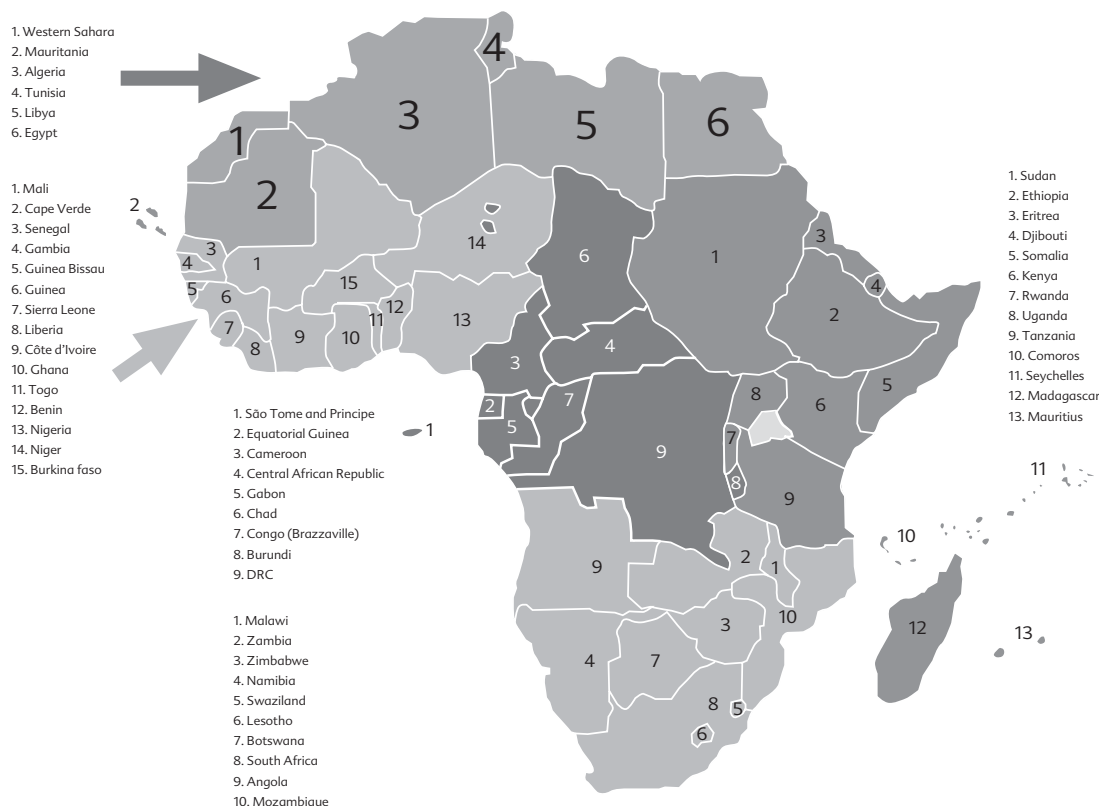 1. Western Sahara
2. Mauritania
3. Algeria
4. Tunisia
5. Libya
6. Egypt
1. Mali
2. Cape Verde
3. Senegal
4. Gambia
5. Guinea Bissau
6. Guinea
7. Sierra Leone
8. Liberia
9. Côte d'Ivoire
10. Ghana
11. Togo
12. Benin
13. Nigeria
14. Niger
15. Burkina faso
1. São Tome and Principe
2. Equatorial Guinea
3. Cameroon
4. Central African Republic
5. Gabon
6. Chad
7. Congo (Brazzaville)
8. Burundi
9. DRC
1. Malawi
2. Zambia
3. Zimbabwe
4. Namibia
5. Swaziland
6. Lesotho
7. Botswana
8. South Africa
9. Angola
10. Mozambique
1. Sudan
2. Ethiopia
3. Eritrea
4. Djibouti
5. Somalia
6. Kenya
7. Rwanda
8. Uganda
9. Tanzania
10. Comoros
11. Seychelles
12. Madagascar
13. Mauritius
4
3
5
6
1
2
2
3
4
1
14
5
6
15
7
8
9
10
11
12
13
6
1
3
4
2
4
3
2
5
7
1
9
8
6
5
7
8
9
11
10
12
13
9
2
1
10
3
4
7
8
5
6